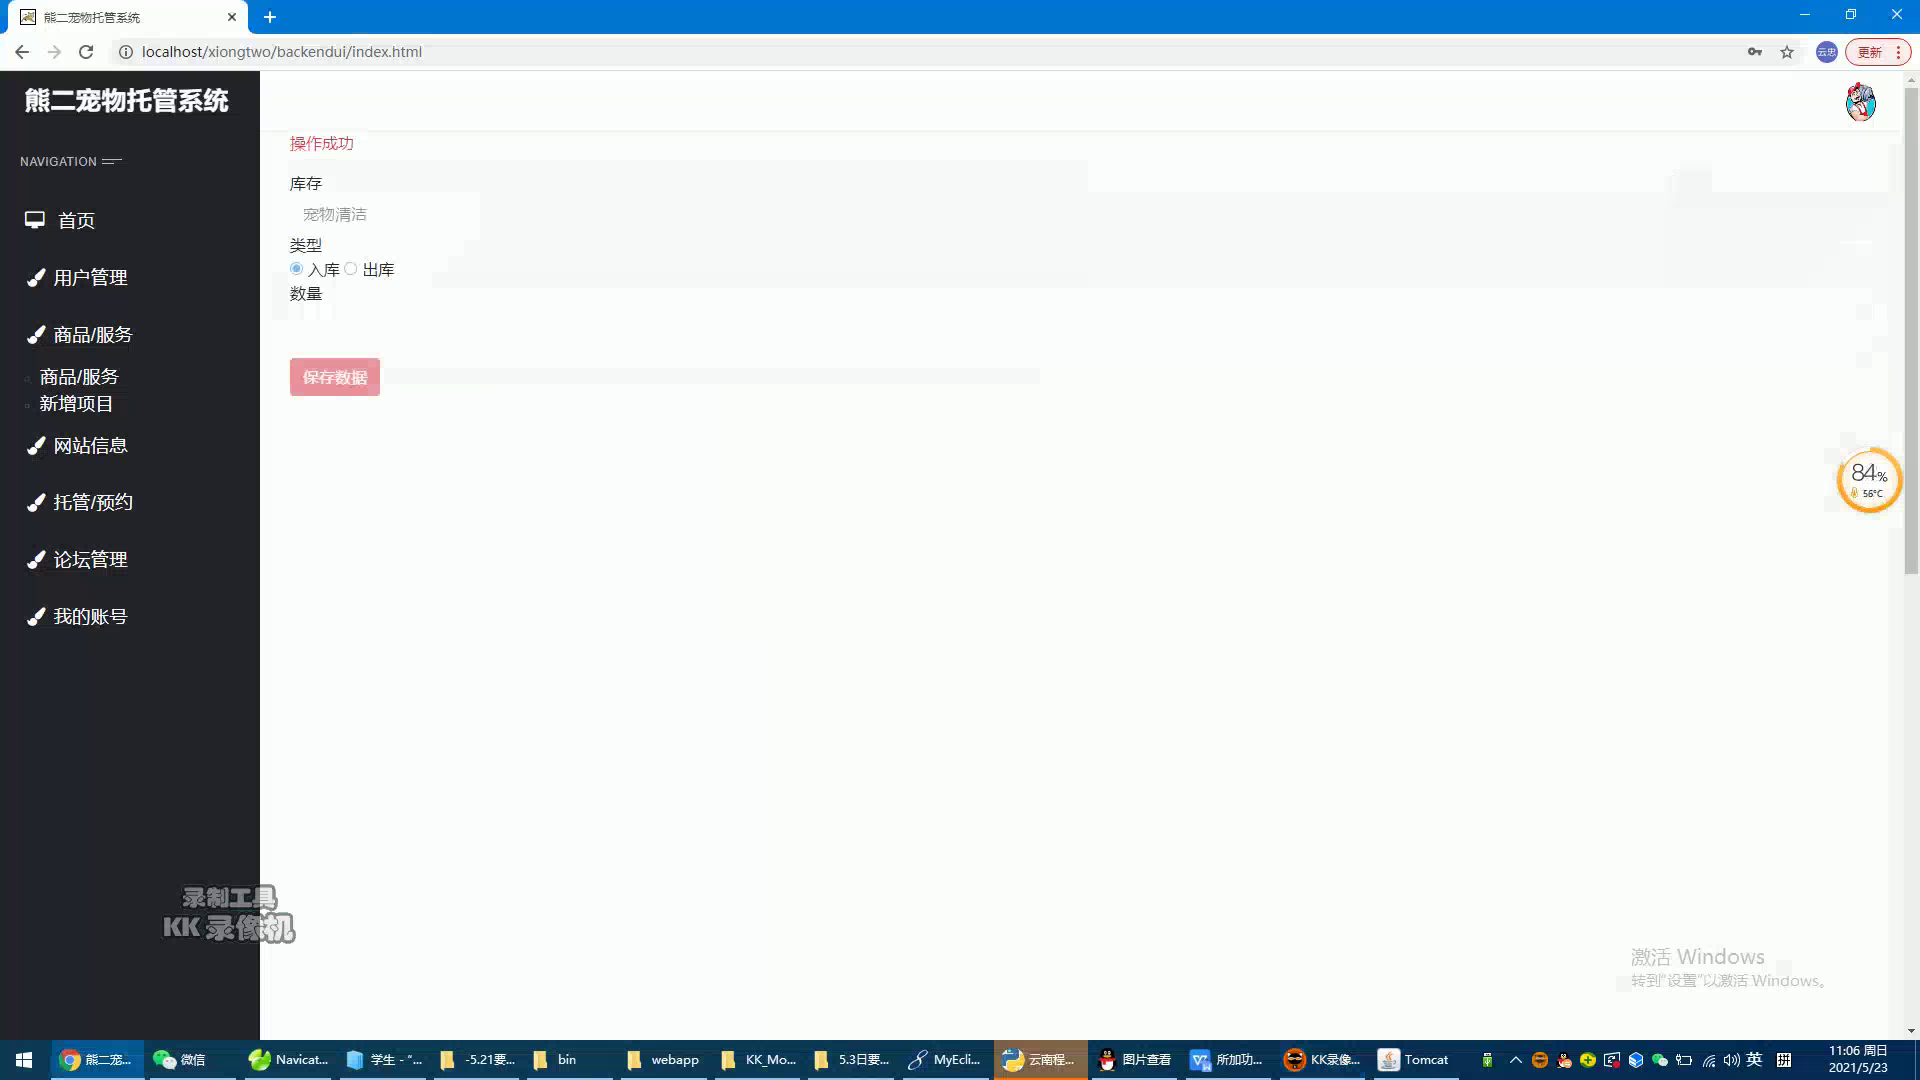 熊二宠物托管系统
localhost/xiongtwo/backendui/index.html
云忠
更新
熊二宠物托管系统
NAVIGATION
首页
用户管理
商品/服务
商品/服务
新增项目
网站信息
托管/预约
论坛管理
我的账号
操作成功
库存
宠物清洁
类型
入库 出库
数量
保存数据
84%
56°C
录制工具
KK 录像机
激活 Windows
转到"设置"以激活 Windows。
熊二宠...
微信
Navicat...
学生 - "...
-5.21要...
bin
webapp
KK_Mo...
5.3日要...
MyEcli...
云南程...
图片查看
所加功...
KK录像...
Tomcat
英
拼
11:06 周日
2021/5/23